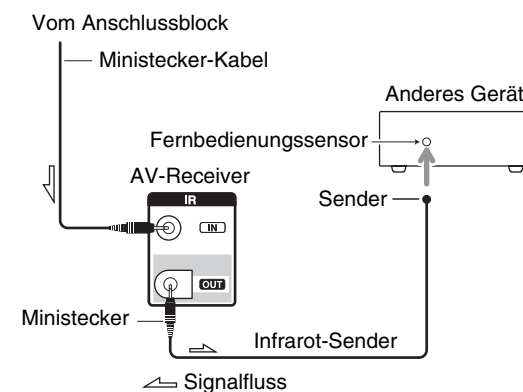 Vom Anschlussblock
Ministecker-Kabel
Anderes Gerät
Fernbedienungssensor
AV-Receiver
Sender
IR
IN
OUT
Ministecker
Infrarot-Sender
Signalfluss